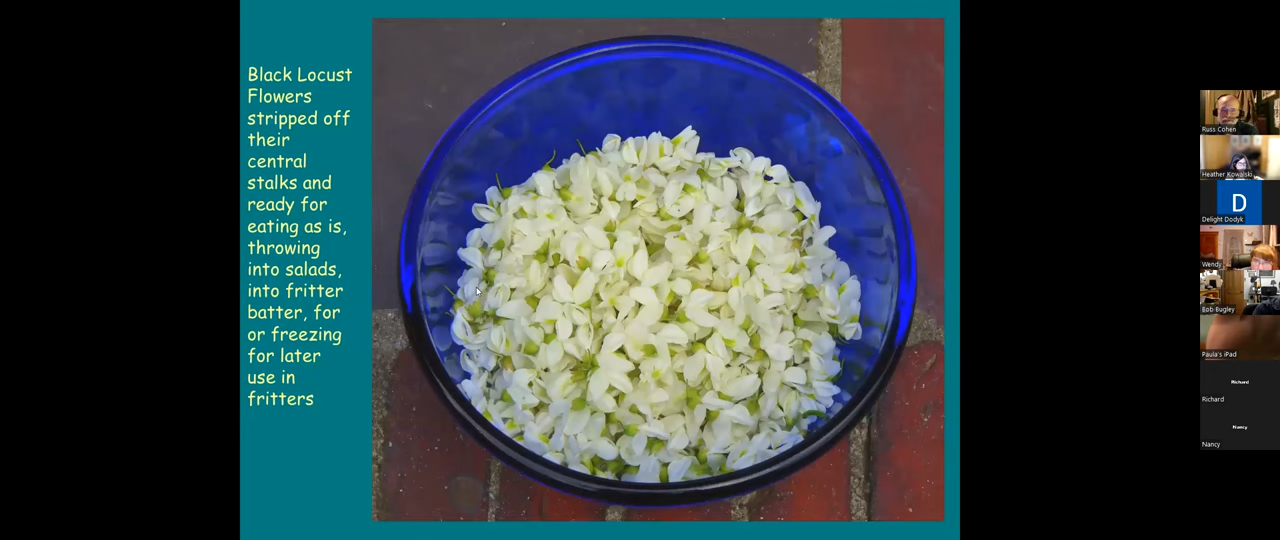 Black Locust
Flowers
stripped off
their
central
stalks and
ready for
eating as is,
throwing
into salads,
into fritter
batter, for
or freezing
for later
use in
fritters
Russ Cohen
Heather Kowalski
D
Delight Dodyk
Wendy
Bob Bugley
Paula's iPad
Richard
Richard
Nancy
Nancy